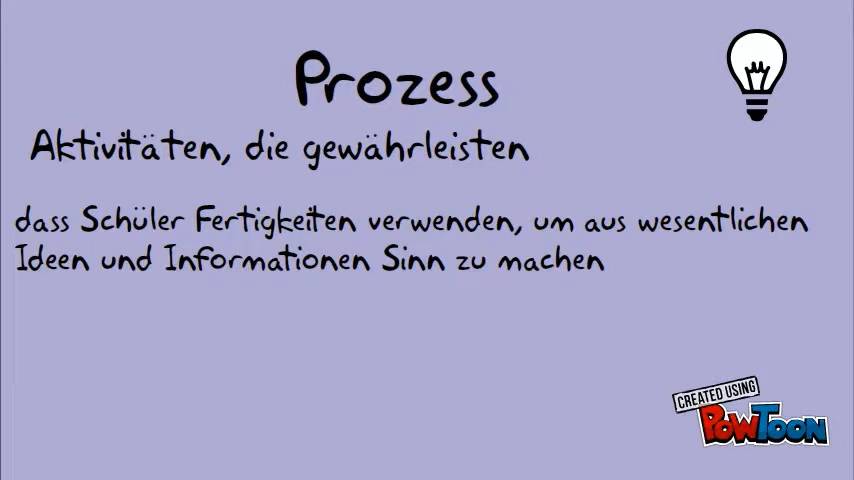 Prozess
Aktivitäten, die gewährleisten
dass Schüler Fertigkeiten verwenden, um aus wesentlichen
Ideen und Informationen Sinn zu machen
CREATED USING
POWTOON